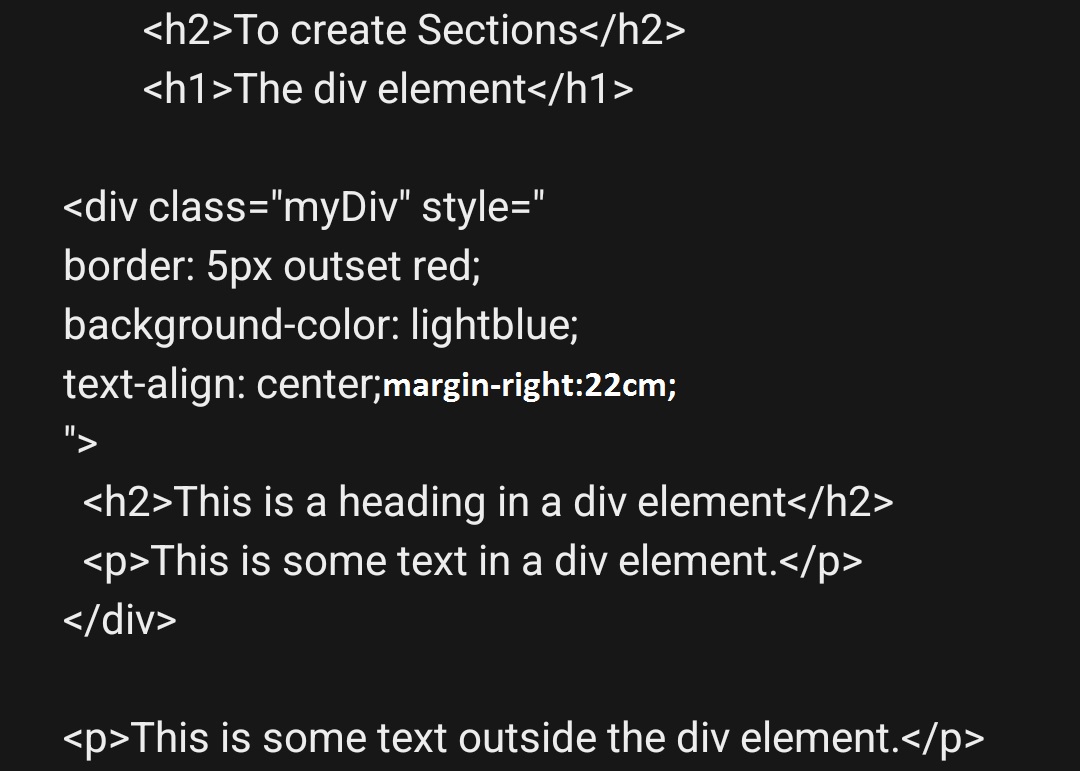 <h2>To create Sections</h2>
<h1>The div element</h1>
<div class="myDiv" style="
border: 5px outset red;
background-color: lightblue;
text-align: center;margin-right:22cm;
">
<h2>This is a heading in a div element</h2>
<p>This is some text in a div element.</p>
</div>
<p>This is some text outside the div element.</p>